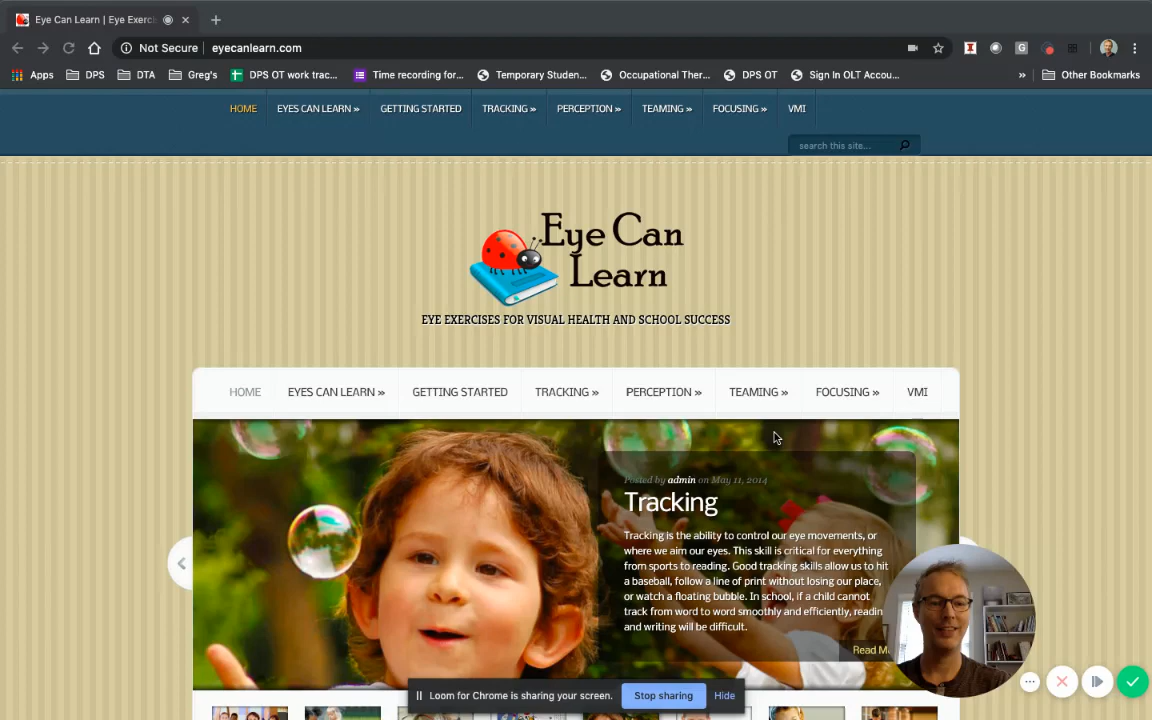 Eye Can Learn | Eye Exerc
Not Secure | eyecanlearn.com
Apps DPS DTA Greg's DPS OT work trac... Time recording for... Temporary Studen... Occupational Ther... DPS OT Sign In OLT Accou... » Other Bookmarks
HOME EYES CAN LEARN » GETTING STARTED TRACKING » PERCEPTION » TEAMING » FOCUSING » VMI
search this site...
Eye Can
Learn
EYE EXERCISES FOR VISUAL HEALTH AND SCHOOL SUCCESS
HOME EYES CAN LEARN » GETTING STARTED TRACKING » PERCEPTION » TEAMING » FOCUSING » VMI
Posted by admin on May 11, 2014
Tracking
Tracking is the ability to control our eye movements, or
where we aim our eyes. This skill is critical for everything
from sports to reading. Good tracking skills allow us to hit
a baseball, follow a line of print without losing our place,
or watch a floating bubble. In school, if a child cannot
track from word to word smoothly and efficiently, readin
and writing will be difficult.
Read M
Loom for Chrome is sharing your screen. Stop sharing Hide